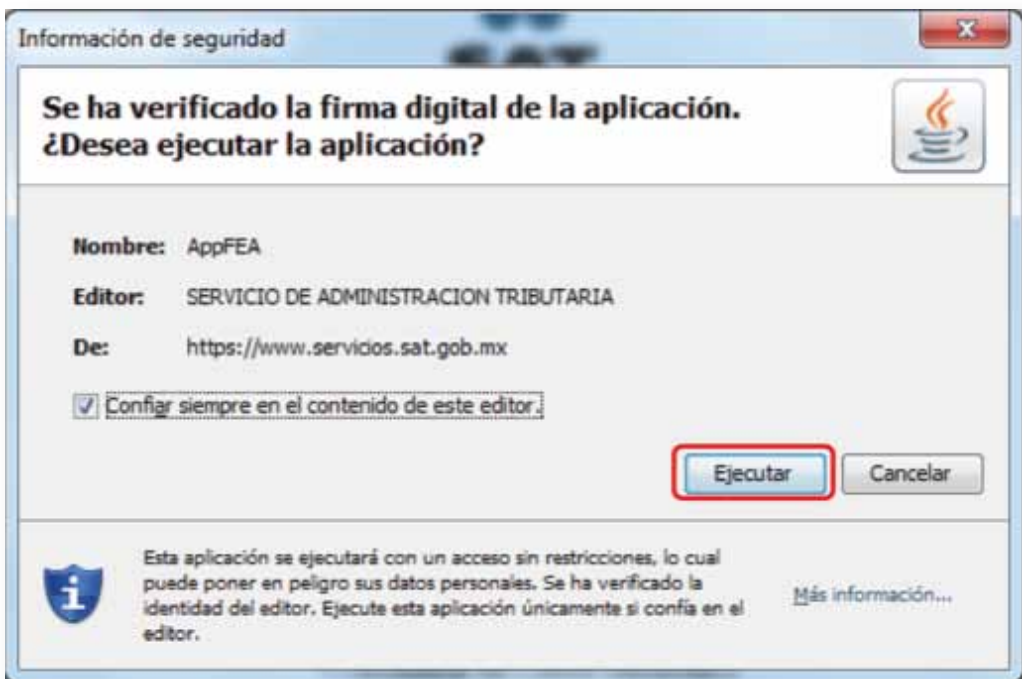 Información de seguridad
Se ha verificado la firma digital de la aplicación.
¿Desea ejecutar la aplicación?
Nombre: AppFEA
Editor: SERVICIO DE ADMINISTRACION TRIBUTARIA
De: https://www.servicios.sat.gob.mx
Confiar siempre en el contenido de este editor.
Ejecutar Cancelar
Esta aplicación se ejecutará con un acceso sin restricciones, lo cual
puede poner en peligro sus datos personales. Se ha verificado la
identidad del editor. Ejecute esta aplicación únicamente si confía en el
editor.
Más información...